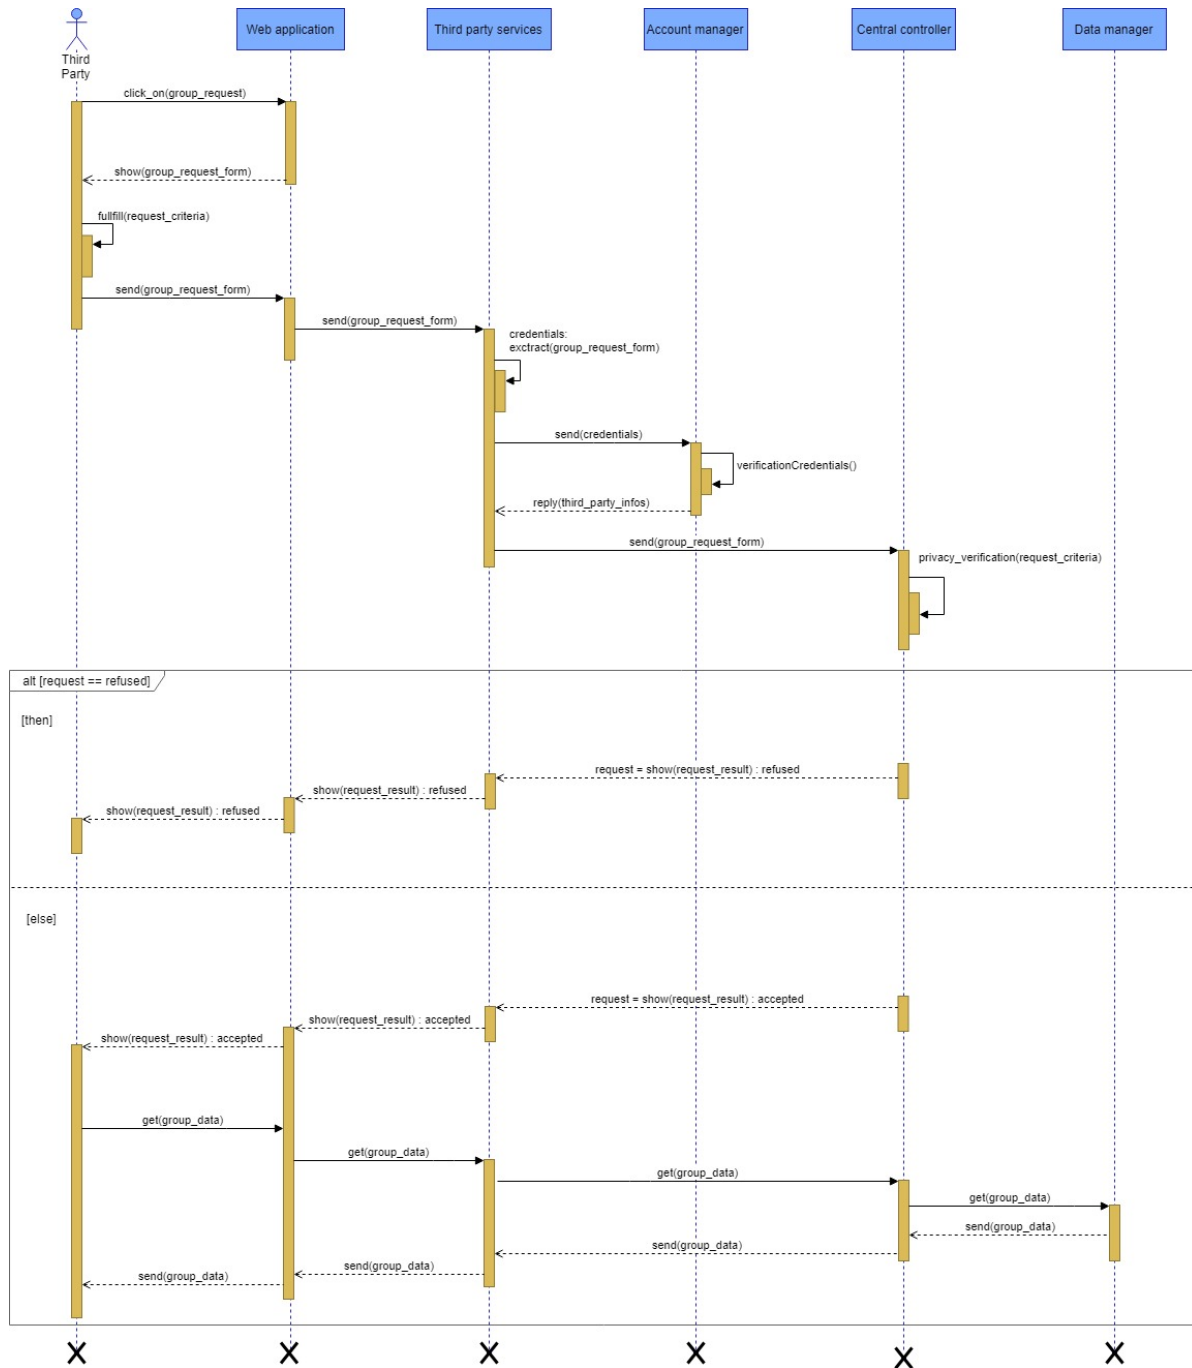 Web application
Third party services
Account manager
Central controller
Data manager
Third
Party
click_on(group_request)
show(group_request_form)
fullfill(request_criteria)
send(group_request_form)
send(group_request_form)
credentials:
exctract(group_request_form)
send(credentials)
verificationCredentials()
reply(third_party_infos)
send(group_request_form)
privacy_verification(request_criteria)
alt [request == refused]
[then]
request = show(request_result) : refused
show(request_result) : refused
show(request_result) : refused
[else]
request = show(request_result) : accepted
show(request_result) : accepted
show(request_result) : accepted
get(group_data)
get(group_data)
get(group_data)
get(group_data)
send(group_data)
send(group_data)
send(group_data)
send(group_data)